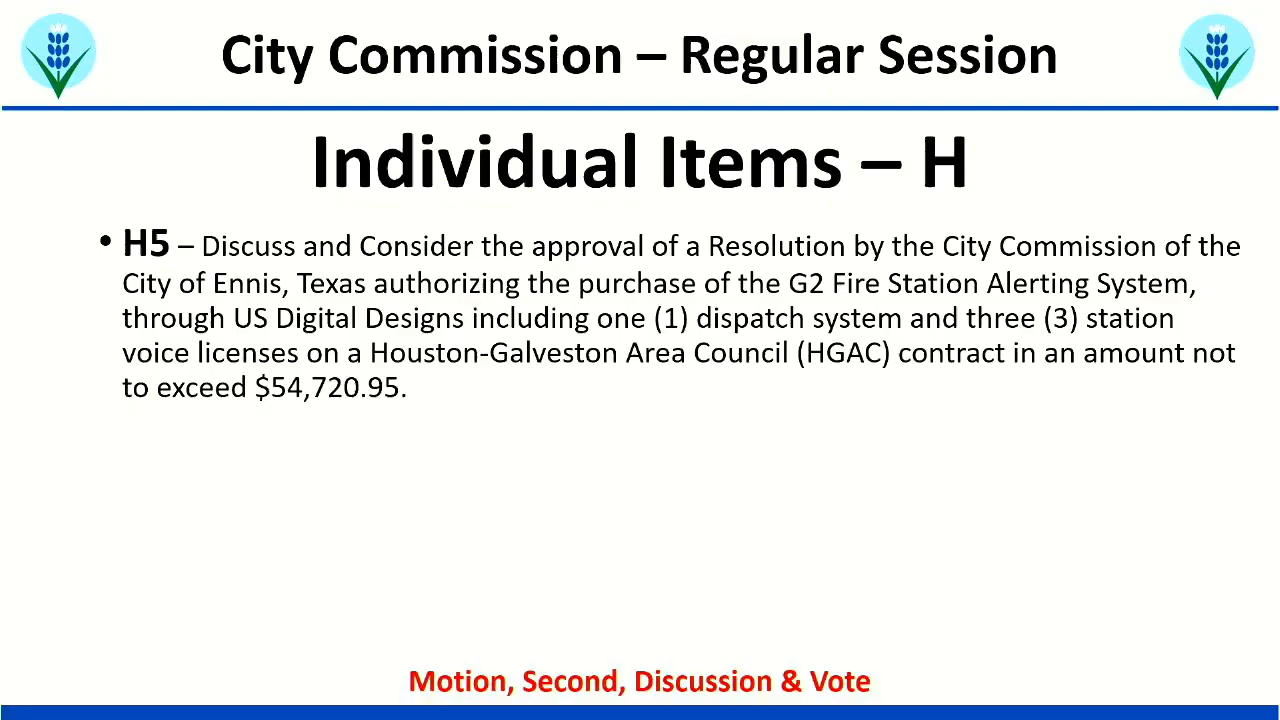 City Commission – Regular Session
Individual Items – H
• H5 – Discuss and Consider the approval of a Resolution by the City Commission of the
City of Ennis, Texas authorizing the purchase of the G2 Fire Station Alerting System,
through US Digital Designs including one (1) dispatch system and three (3) station
voice licenses on a Houston-Galveston Area Council (HGAC) contract in an amount not
to exceed $54,720.95.
Motion, Second, Discussion & Vote